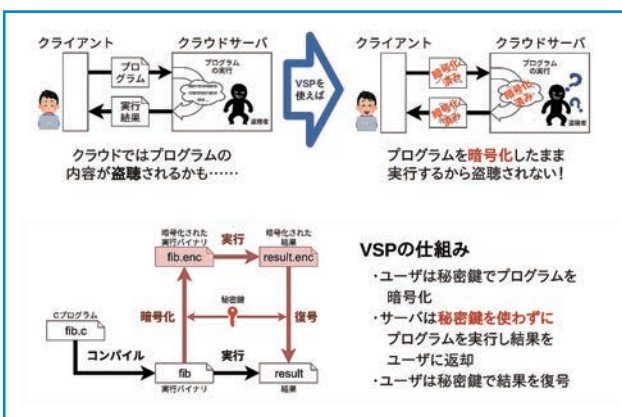 クライアント
クラウドサーバ
プロ
グラム
プログラム
の実行
実行
結果
盗聴者
クラウドではプログラムの
内容が盗聴されるかも……
VSPを
使えば
クライアント
クラウドサーバ
暗号化
済み
プログラム
の実行
暗号化
済み
暗号化
済み
盗聴者
プログラムを暗号化したまま
実行するから盗聴されない!
暗号化された
実行バイナリ
実行
暗号化された
結果
fib.enc
result.enc
暗号化
秘密鍵
復号
Cプログラム
fib.c
コンパイル
fib
実行バイナリ
実行
result
結果
VSPの仕組み
・ユーザは秘密鍵でプログラムを
暗号化
・サーバは秘密鍵を使わずに
プログラムを実行し結果を
ユーザに返却
・ユーザは秘密鍵で結果を復号